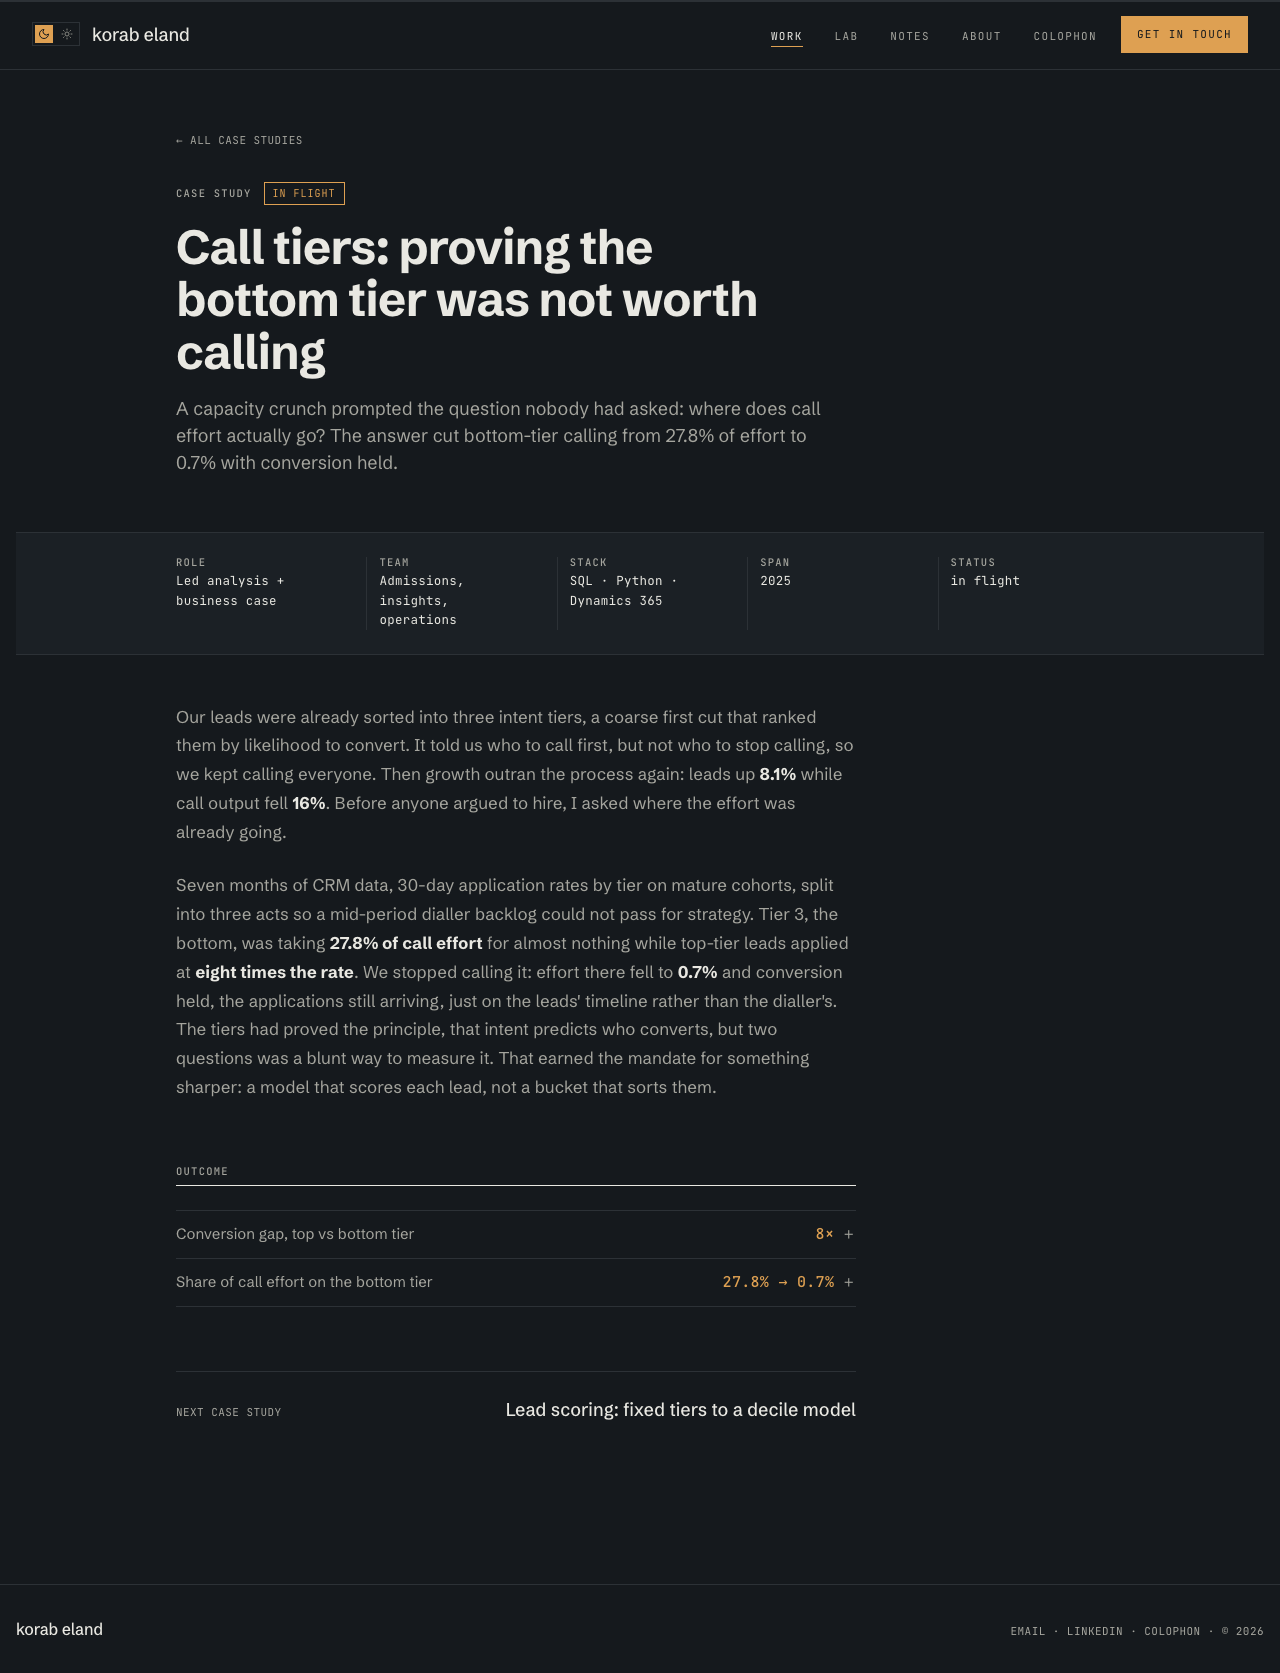 korab eland
WORK
LAB
NOTES
ABOUT
COLOPHON
GET IN TOUCH
← ALL CASE STUDIES
CASE STUDY
IN FLIGHT
Call tiers: proving the
bottom tier was not worth
calling
A capacity crunch prompted the question nobody had asked: where does call
effort actually go? The answer cut bottom-tier calling from 27.8% of effort to
0.7% with conversion held.
ROLE
Led analysis +
business case
TEAM
Admissions,
insights,
operations
STACK
SQL · Python ·
Dynamics 365
SPAN
2025
STATUS
in flight
Our leads were already sorted into three intent tiers, a coarse first cut that ranked
them by likelihood to convert. It told us who to call first, but not who to stop calling, so
we kept calling everyone. Then growth outran the process again: leads up 8.1% while
call output fell 16%. Before anyone argued to hire, I asked where the effort was
already going.
Seven months of CRM data, 30-day application rates by tier on mature cohorts, split
into three acts so a mid-period dialler backlog could not pass for strategy. Tier 3, the
bottom, was taking 27.8% of call effort for almost nothing while top-tier leads applied
at eight times the rate. We stopped calling it: effort there fell to 0.7% and conversion
held, the applications still arriving, just on the leads' timeline rather than the dialler's.
The tiers had proved the principle, that intent predicts who converts, but two
questions was a blunt way to measure it. That earned the mandate for something
sharper: a model that scores each lead, not a bucket that sorts them.
OUTCOME
Conversion gap, top vs bottom tier 8× +
Share of call effort on the bottom tier 27.8% → 0.7% +
NEXT CASE STUDY
Lead scoring: fixed tiers to a decile model
korab eland
EMAIL · LINKEDIN · COLOPHON · © 2026